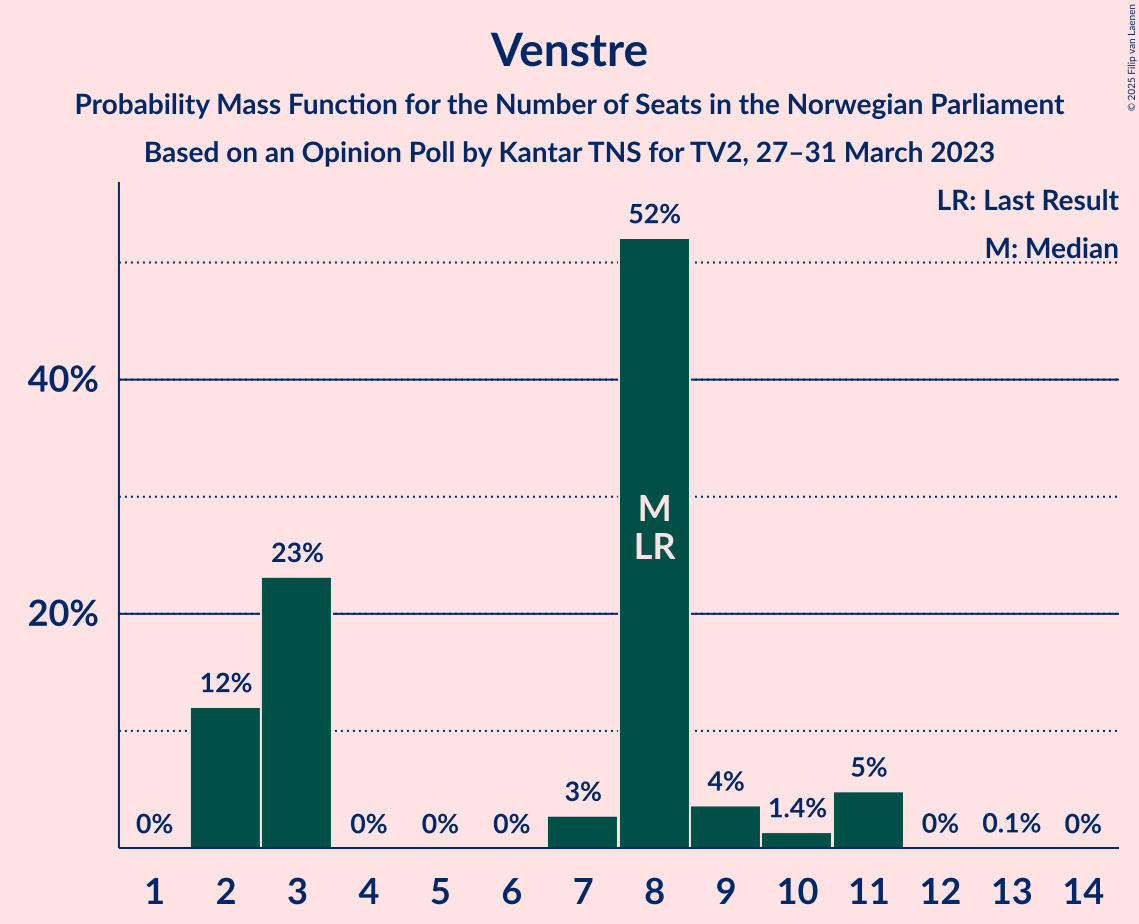 Venstre
Probability Mass Function for the Number of Seats in the Norwegian Parliament
Based on an Opinion Poll by Kantar TNS for TV2, 27–31 March 2023
© 2025 Filip van Laenen
LR: Last Result
M: Median
40%
20%
0%
12%
23%
0%
0%
0%
3%
52%
M
LR
4%
1.4%
5%
0%
0.1%
0%
1 2 3 4 5 6 7 8 9 10 11 12 13 14